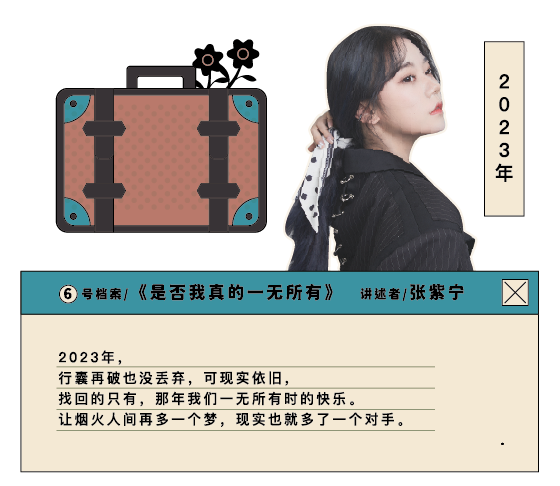 2023年
6号档案/《是否我真的一无所有》 讲述者/张紫宁
2023年，
行囊再破也没丢弃，可现实依旧，
找回的只有，那年我们一无所有时的快乐。
让烟火人间再多一个梦，现实也就多了一个对手。